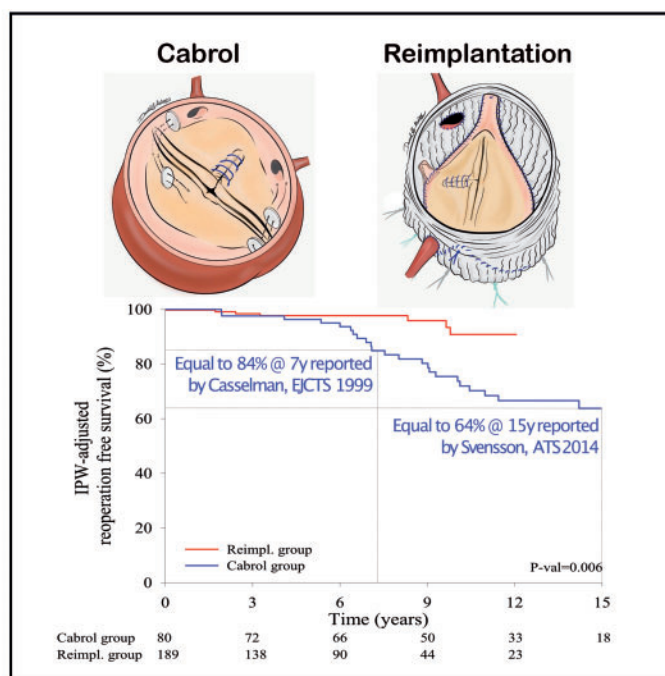 Cabrol
Reimplantation
100
80
60
40
20
0
IPW-adjusted
reoperation free survival (%)
Equal to 84% @ 7y reported
by Casselman, EJCTS 1999
Equal to 64% @ 15y reported
by Svensson, ATS2014
Reimpl. group
Cabrol group
P-val=0.006
0 3 6 9 12 15
Time (years)
Cabrol group 80 72 66 50 33 18
Reimpl. group 189 138 90 44 23